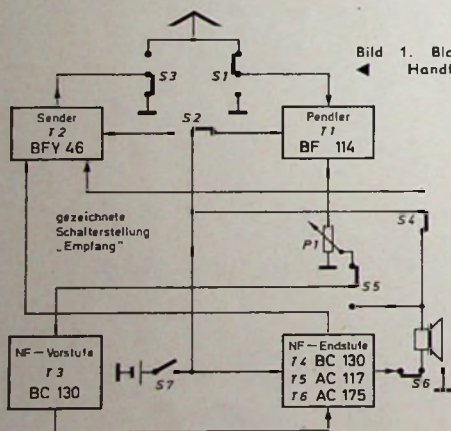 Bild 1. Blo
Handf
S3
S1
S2
Sender
T2
BFY 46
Pendler
T1
BF 114
gezeichnete
Schalterstellung
„Empfang"
S4
P1
S5
NF-Vorstufe
T3
BC 130
S7
NF-Endstufe
T4 BC 130
T5 AC 117
T6 AC 175
S6